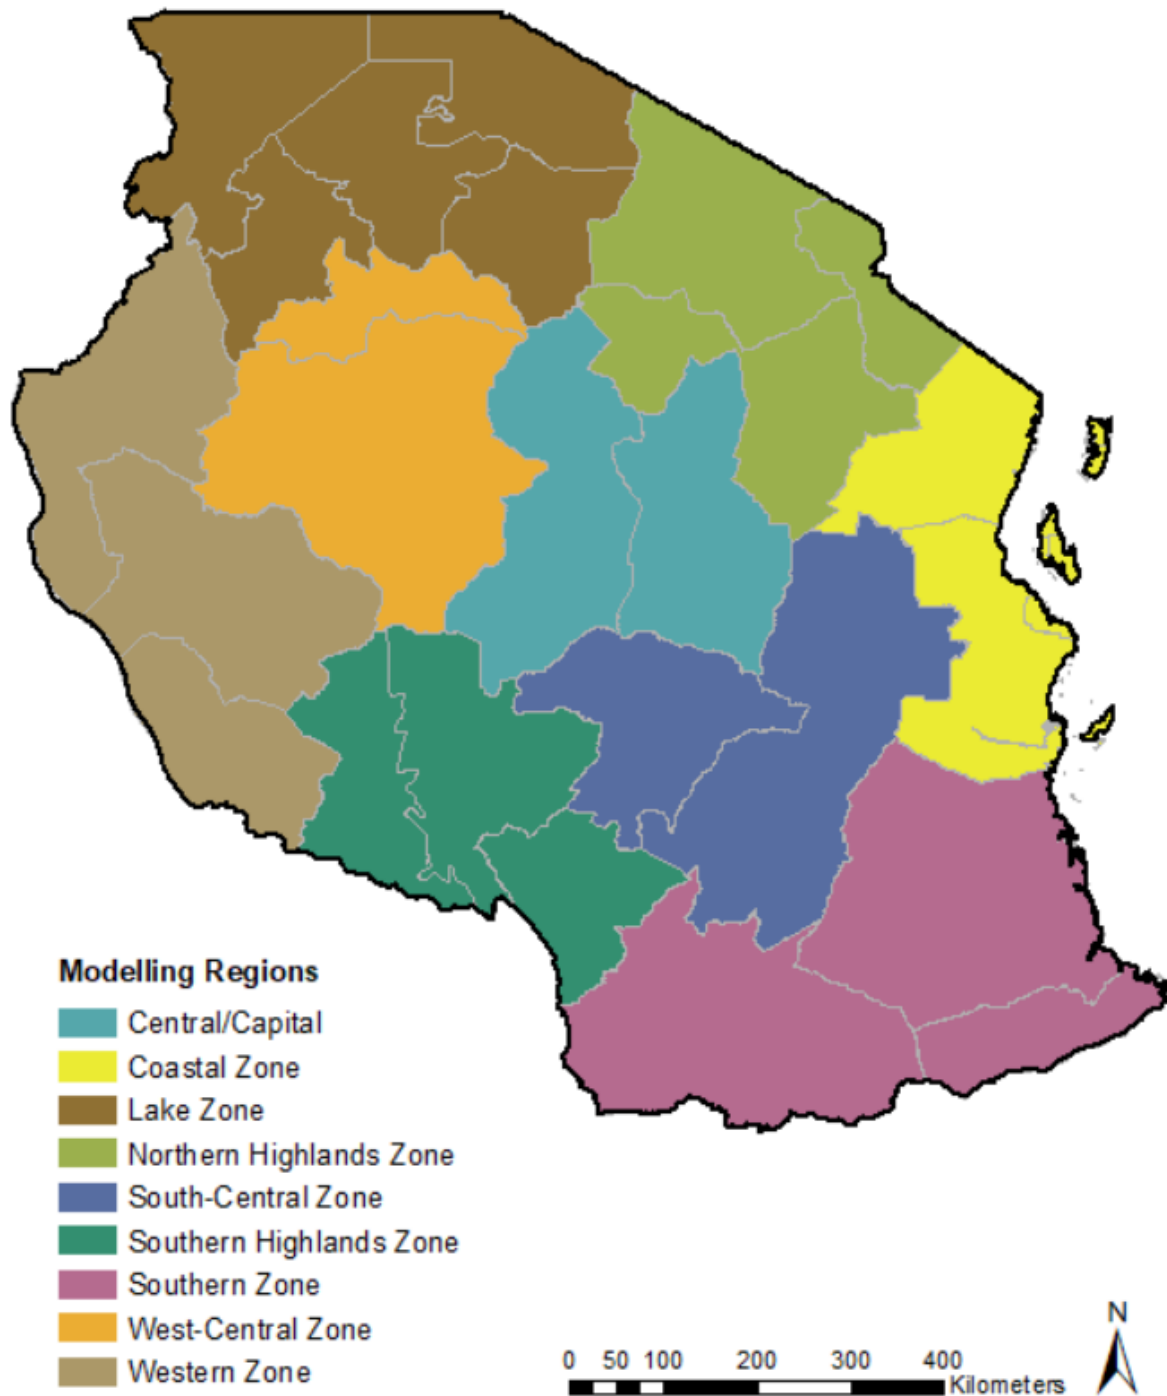 Modelling Regions
Central/Capital
Coastal Zone
Lake Zone
Northern Highlands Zone
South-Central Zone
Southern Highlands Zone
Southern Zone
West-Central Zone
Western Zone
N
0 50 100 200 300 400
Kilometers